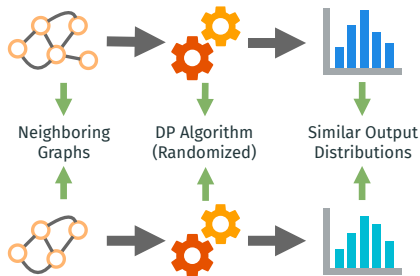 Neighboring
Graphs
DP Algorithm
(Randomized)
Similar Output
Distributions